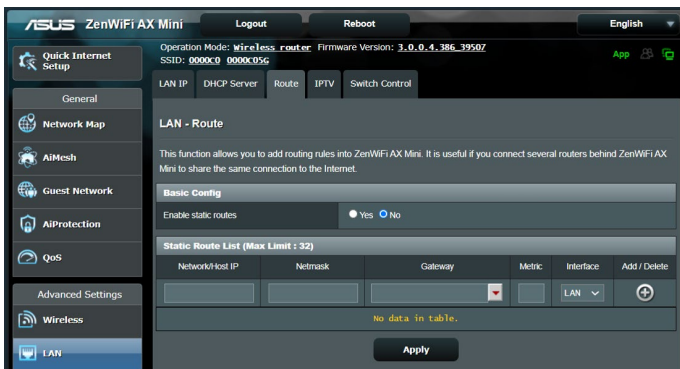 ASUS ZenWiFi AX Mini Logout Reboot English
Quick Internet Setup
Operation Mode: Wireless router Firmware Version: 3.0.0.4.386_39507
SSID: 0000C0 0000C05G
App
LAN IP DHCP Server Route IPTV Switch Control
General
Network Map
AiMesh
Guest Network
AiProtection
QoS
Advanced Settings
Wireless
LAN
LAN - Route
This function allows you to add routing rules into ZenWiFi AX Mini. It is useful if you connect several routers behind ZenWiFi AX
Mini to share the same connection to the Internet.
Basic Config
Enable static routes Yes No
Static Route List (Max Limit : 32)
Network/Host IP Netmask Gateway Metric Interface Add / Delete
LAN
No data in table.
Apply